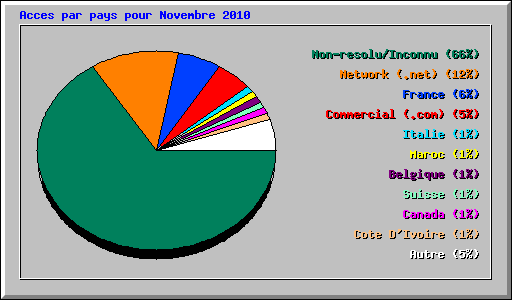 Acces par pays pour Novembre 2010
Non-resolu/Inconnu (66%)
Network (.net) (12%)
France (6%)
Commercial (.com) (5%)
Italie (1%)
Maroc (1%)
Belgique (1%)
Suisse (1%)
Canada (1%)
Cote D'Ivoire (1%)
Autre (5%)